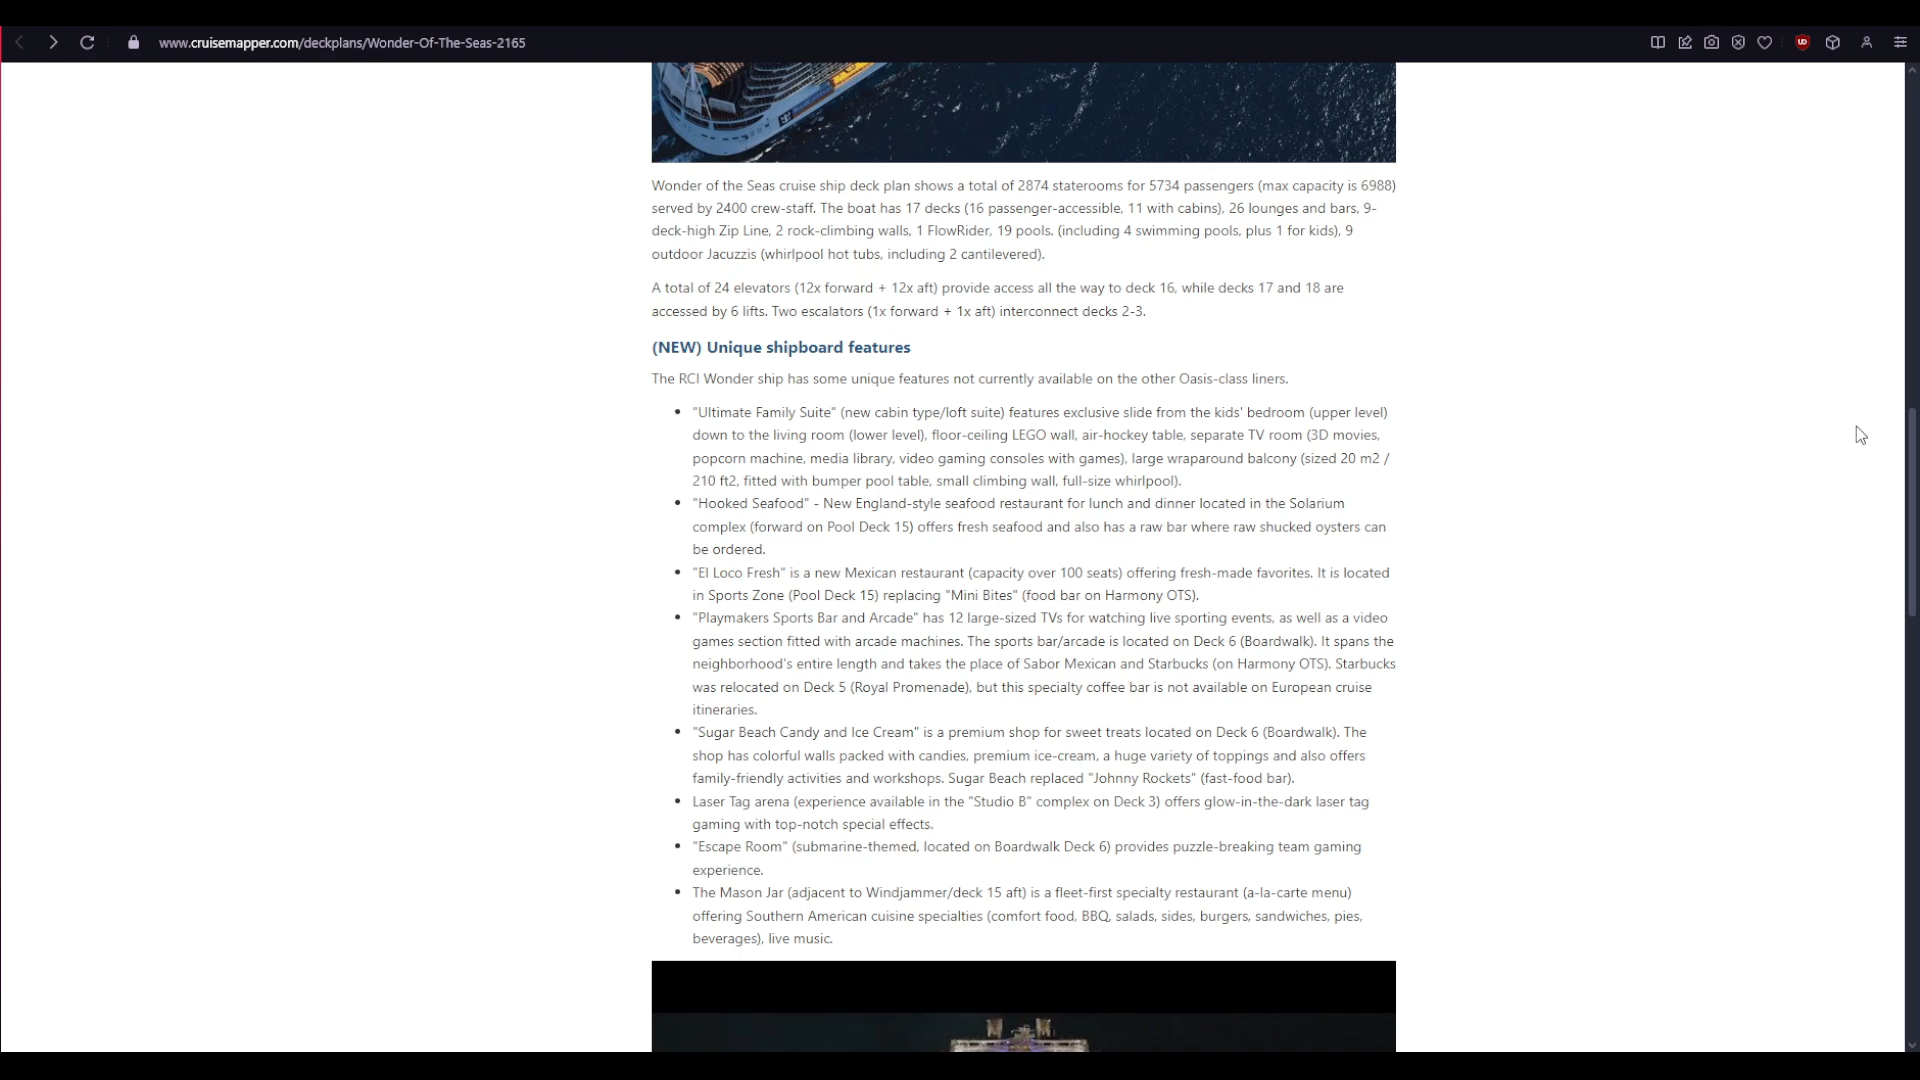 www.cruisemapper.com/deckplans/Wonder-Of-The-Seas-2165
Wonder of the Seas cruise ship deck plan shows a total of 2874 staterooms for 5734 passengers (max capacity is 6988)
served by 2400 crew-staff. The boat has 17 decks (16 passenger-accessible, 11 with cabins), 26 lounges and bars, 9-
deck-high Zip Line, 2 rock-climbing walls, 1 FlowRider, 19 pools. (including 4 swimming pools, plus 1 for kids), 9
outdoor Jacuzzis (whirlpool hot tubs, including 2 cantilevered).
A total of 24 elevators (12x forward + 12x aft) provide access all the way to deck 16, while decks 17 and 18 are
accessed by 6 lifts. Two escalators (1x forward + 1x aft) interconnect decks 2-3.
(NEW) Unique shipboard features
The RCI Wonder ship has some unique features not currently available on the other Oasis-class liners.
• "Ultimate Family Suite" (new cabin type/loft suite) features exclusive slide from the kids' bedroom (upper level)
down to the living room (lower level), floor-ceiling LEGO wall, air-hockey table, separate TV room (3D movies,
popcorn machine, media library, video gaming consoles with games), large wraparound balcony (sized 20 m2 /
210 ft2, fitted with bumper pool table, small climbing wall, full-size whirlpool).
• "Hooked Seafood" - New England-style seafood restaurant for lunch and dinner located in the Solarium
complex (forward on Pool Deck 15) offers fresh seafood and also has a raw bar where raw shucked oysters can
be ordered.
• "El Loco Fresh" is a new Mexican restaurant (capacity over 100 seats) offering fresh-made favorites. It is located
in Sports Zone (Pool Deck 15) replacing "Mini Bites" (food bar on Harmony OTS).
• "Playmakers Sports Bar and Arcade" has 12 large-sized TVs for watching live sporting events, as well as a video
games section fitted with arcade machines. The sports bar/arcade is located on Deck 6 (Boardwalk). It spans the
neighborhood's entire length and takes the place of Sabor Mexican and Starbucks (on Harmony OTS). Starbucks
was relocated on Deck 5 (Royal Promenade), but this specialty coffee bar is not available on European cruise
itineraries.
• "Sugar Beach Candy and Ice Cream" is a premium shop for sweet treats located on Deck 6 (Boardwalk). The
shop has colorful walls packed with candies, premium ice-cream, a huge variety of toppings and also offers
family-friendly activities and workshops. Sugar Beach replaced "Johnny Rockets" (fast-food bar).
• Laser Tag arena (experience available in the "Studio B" complex on Deck 3) offers glow-in-the-dark laser tag
gaming with top-notch special effects.
• "Escape Room" (submarine-themed, located on Boardwalk Deck 6) provides puzzle-breaking team gaming
experience.
• The Mason Jar (adjacent to Windjammer/deck 15 aft) is a fleet-first specialty restaurant (a-la-carte menu)
offering Southern American cuisine specialties (comfort food, BBQ, salads, sides, burgers, sandwiches, pies,
beverages), live music.